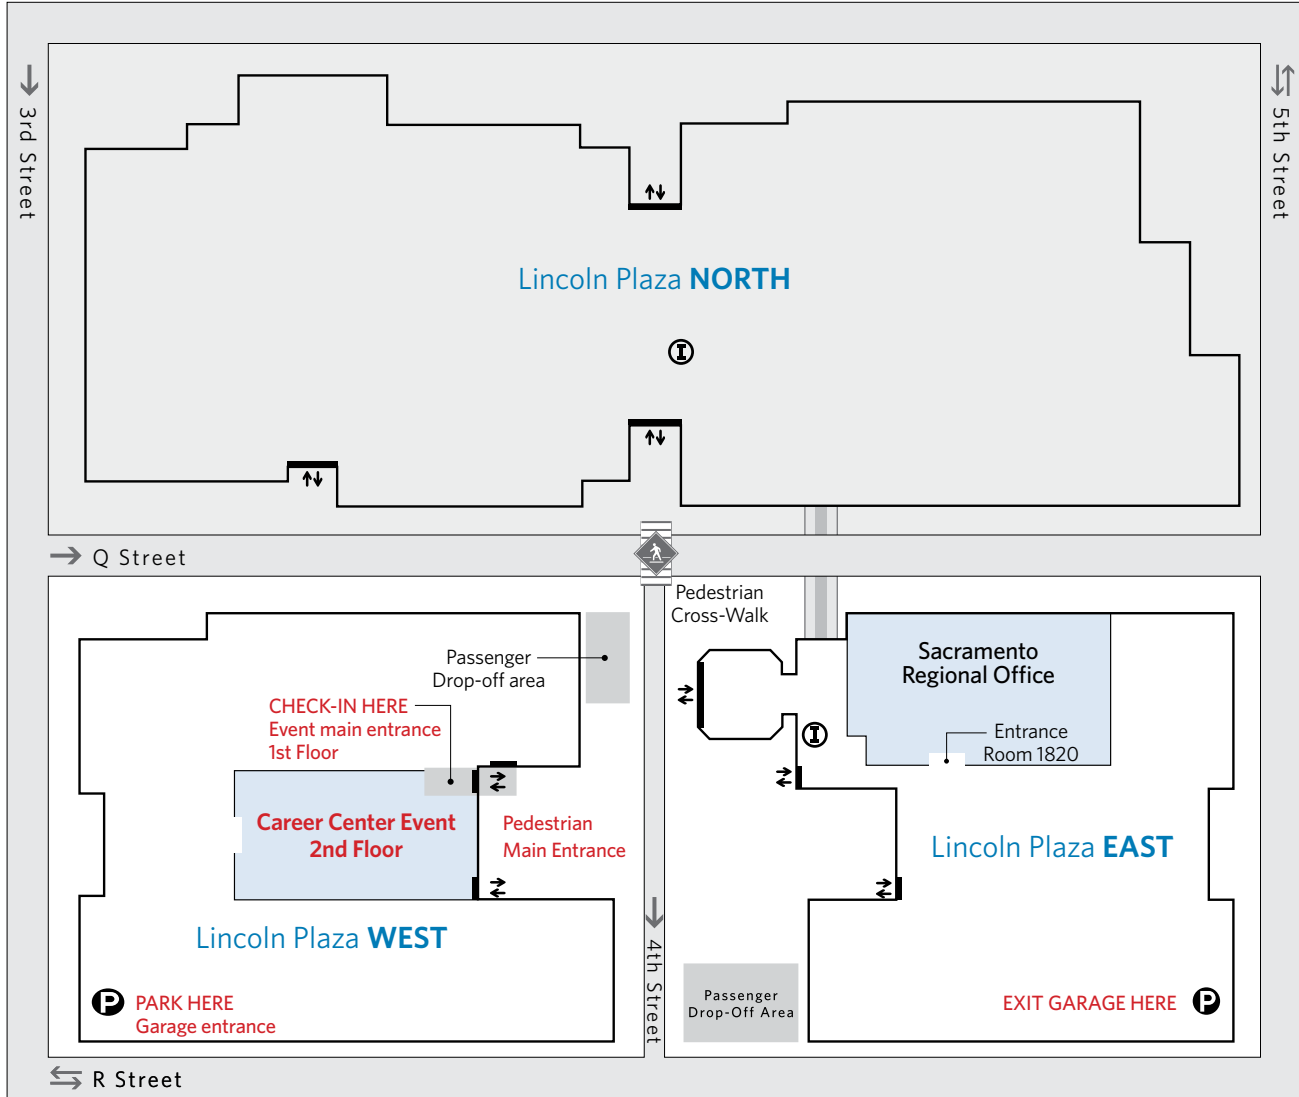 3rd Street
5th Street
Lincoln Plaza NORTH
I
Q Street
Pedestrian
Cross-Walk
Passenger
Drop-off area
CHECK-IN HERE
Event main entrance
1st Floor
Career Center Event
2nd Floor
Pedestrian
Main Entrance
Lincoln Plaza WEST
P
PARK HERE
Garage entrance
4th Street
Sacramento
Regional Office
I
Entrance
Room 1820
Lincoln Plaza EAST
Passenger
Drop-Off Area
EXIT GARAGE HERE
P
R Street